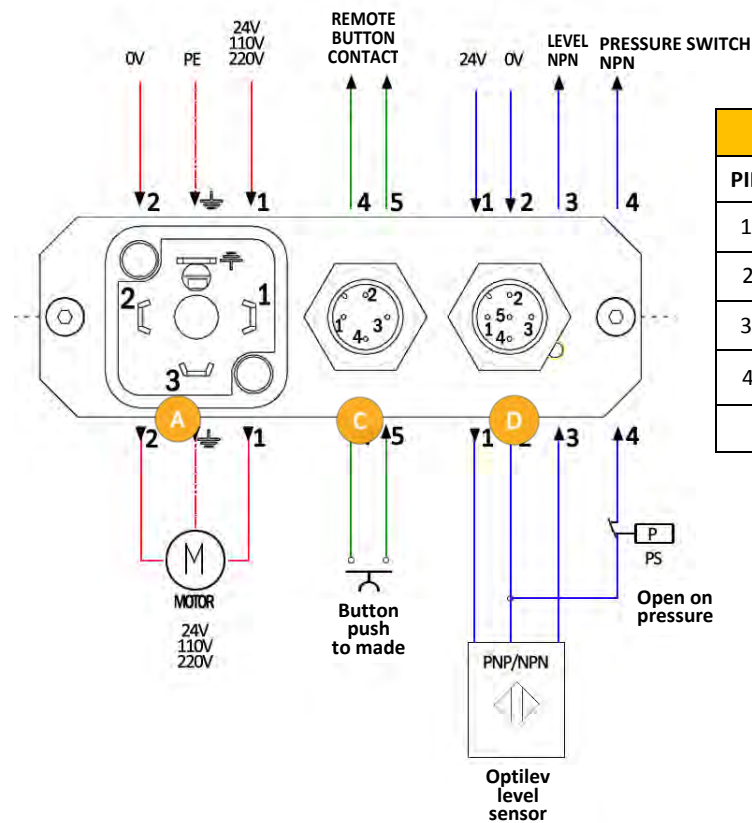 0V
PE
24V
110V
220V
REMOTE
BUTTON
CONTACT
24V
0V
LEVEL
NPN
PRESSURE SWITCH
NPN
2
1
4
5
1
2
3
4
2
1
3
2
1
3
4
2
5
1
3
4
A
C
D
2
1
5
1
3
4
M
MOTOR
24V
110V
220V
Button
push
to made
PNP/NPN
Optilev
level
sensor
P
PS
Open on
pressure
1
2
3
4